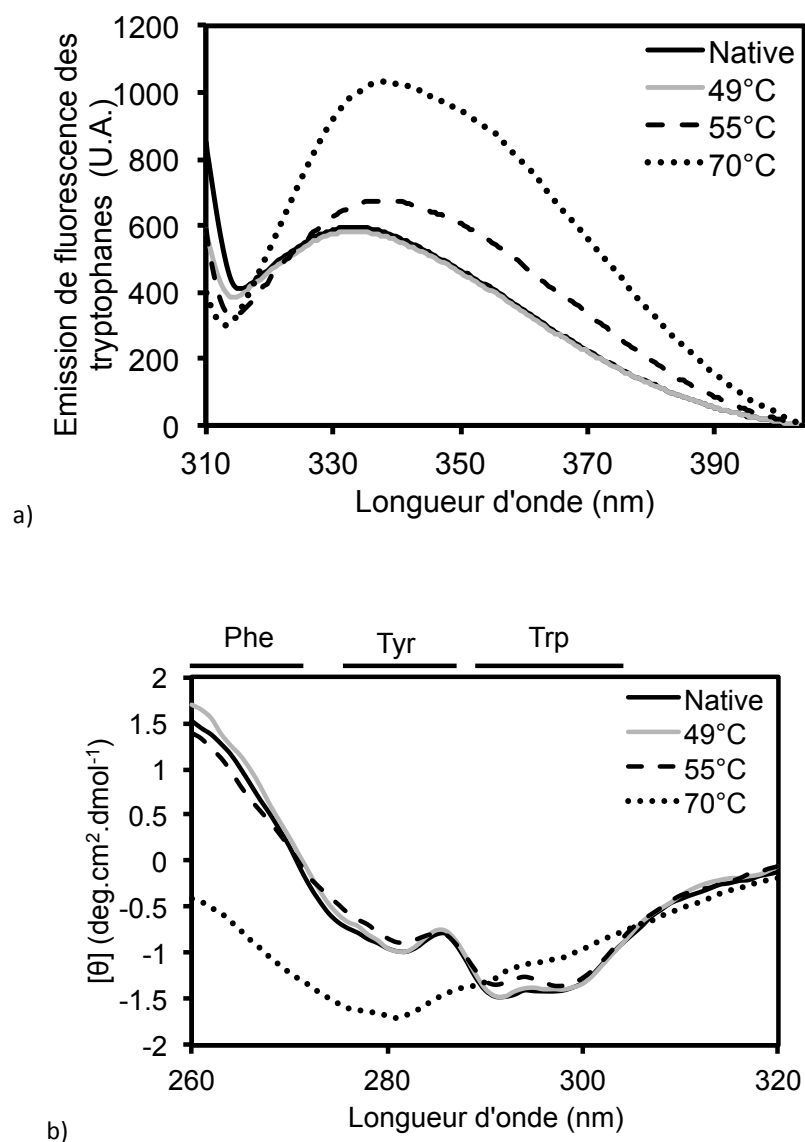 Emission de fluorescence des
tryptophanes (U.A.)
1200
1000
800
600
400
200
0
Native
49°C
55°C
70°C
310
330
350
370
390
Longueur d'onde (nm)
a)
Phe
Tyr
Trp
[θ] (deg.cm².dmol⁻¹)
2
1.5
1
0.5
0
-0.5
-1
-1.5
-2
Native
49°C
55°C
70°C
260
280
300
320
Longueur d'onde (nm)
b)